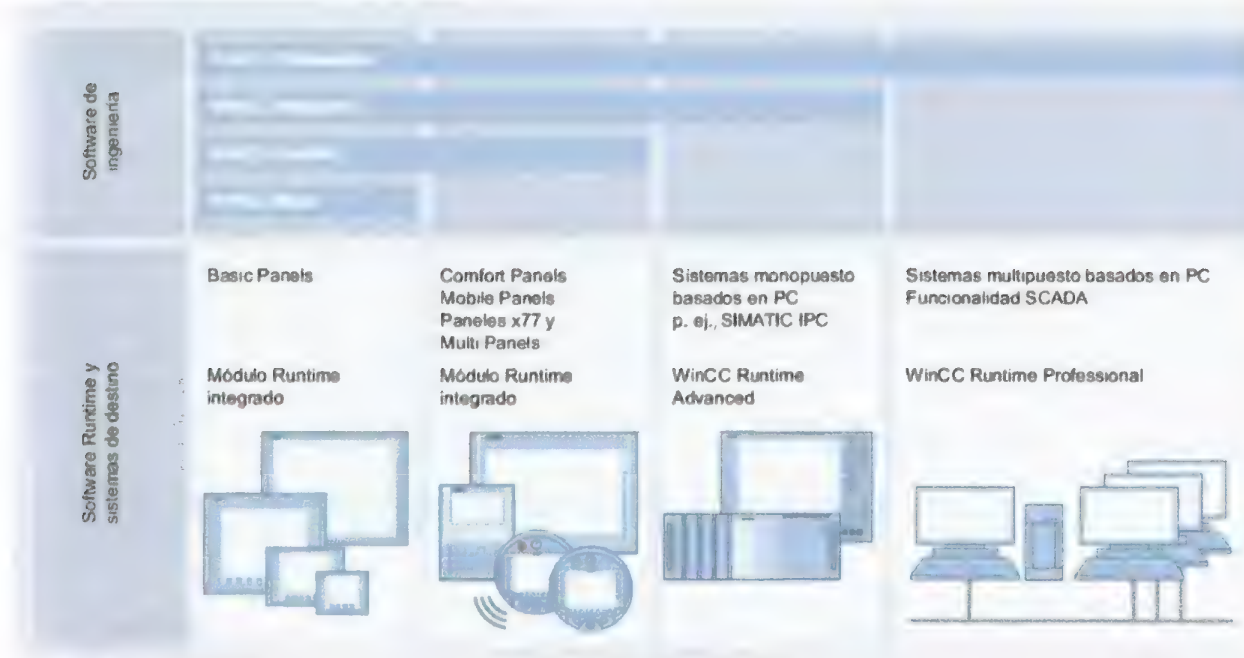 Software de
ingeniería
Basic Panels
Comfort Panels
Mobile Panels
Paneles x77 y
Multi Panels
Sistemas monopuesto
basados en PC
p. ej., SIMATIC IPC
Sistemas multipuesto basados en PC
Funcionalidad SCADA
Software Runtime y
sistemas de destino
Módulo Runtime
integrado
Módulo Runtime
integrado
WinCC Runtime
Advanced
WinCC Runtime Professional